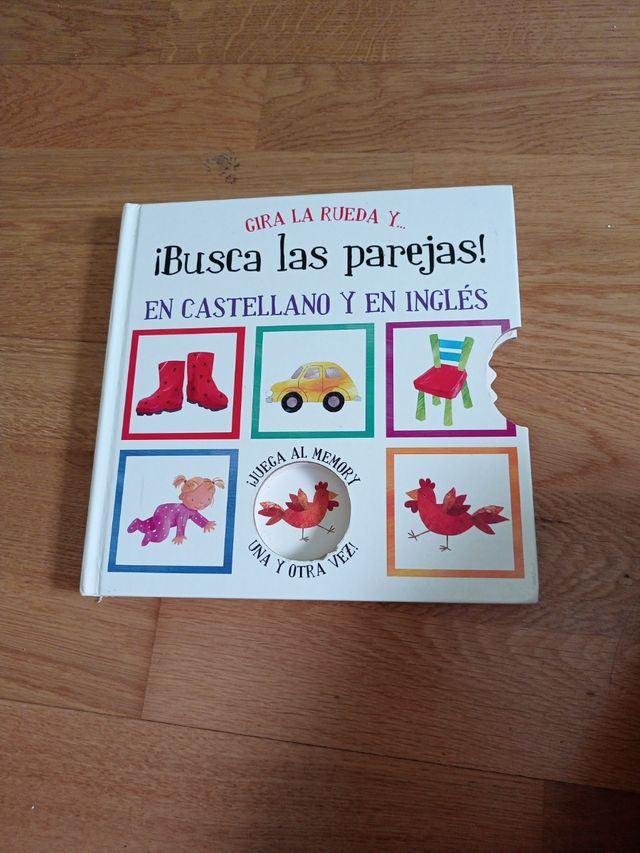 GIRA LA RUEDA Y...
¡Busca las parejas!
EN CASTELLANO Y EN INGLÉS
¡JUEGA AL MEMORY
UNA Y OTRA VEZ!